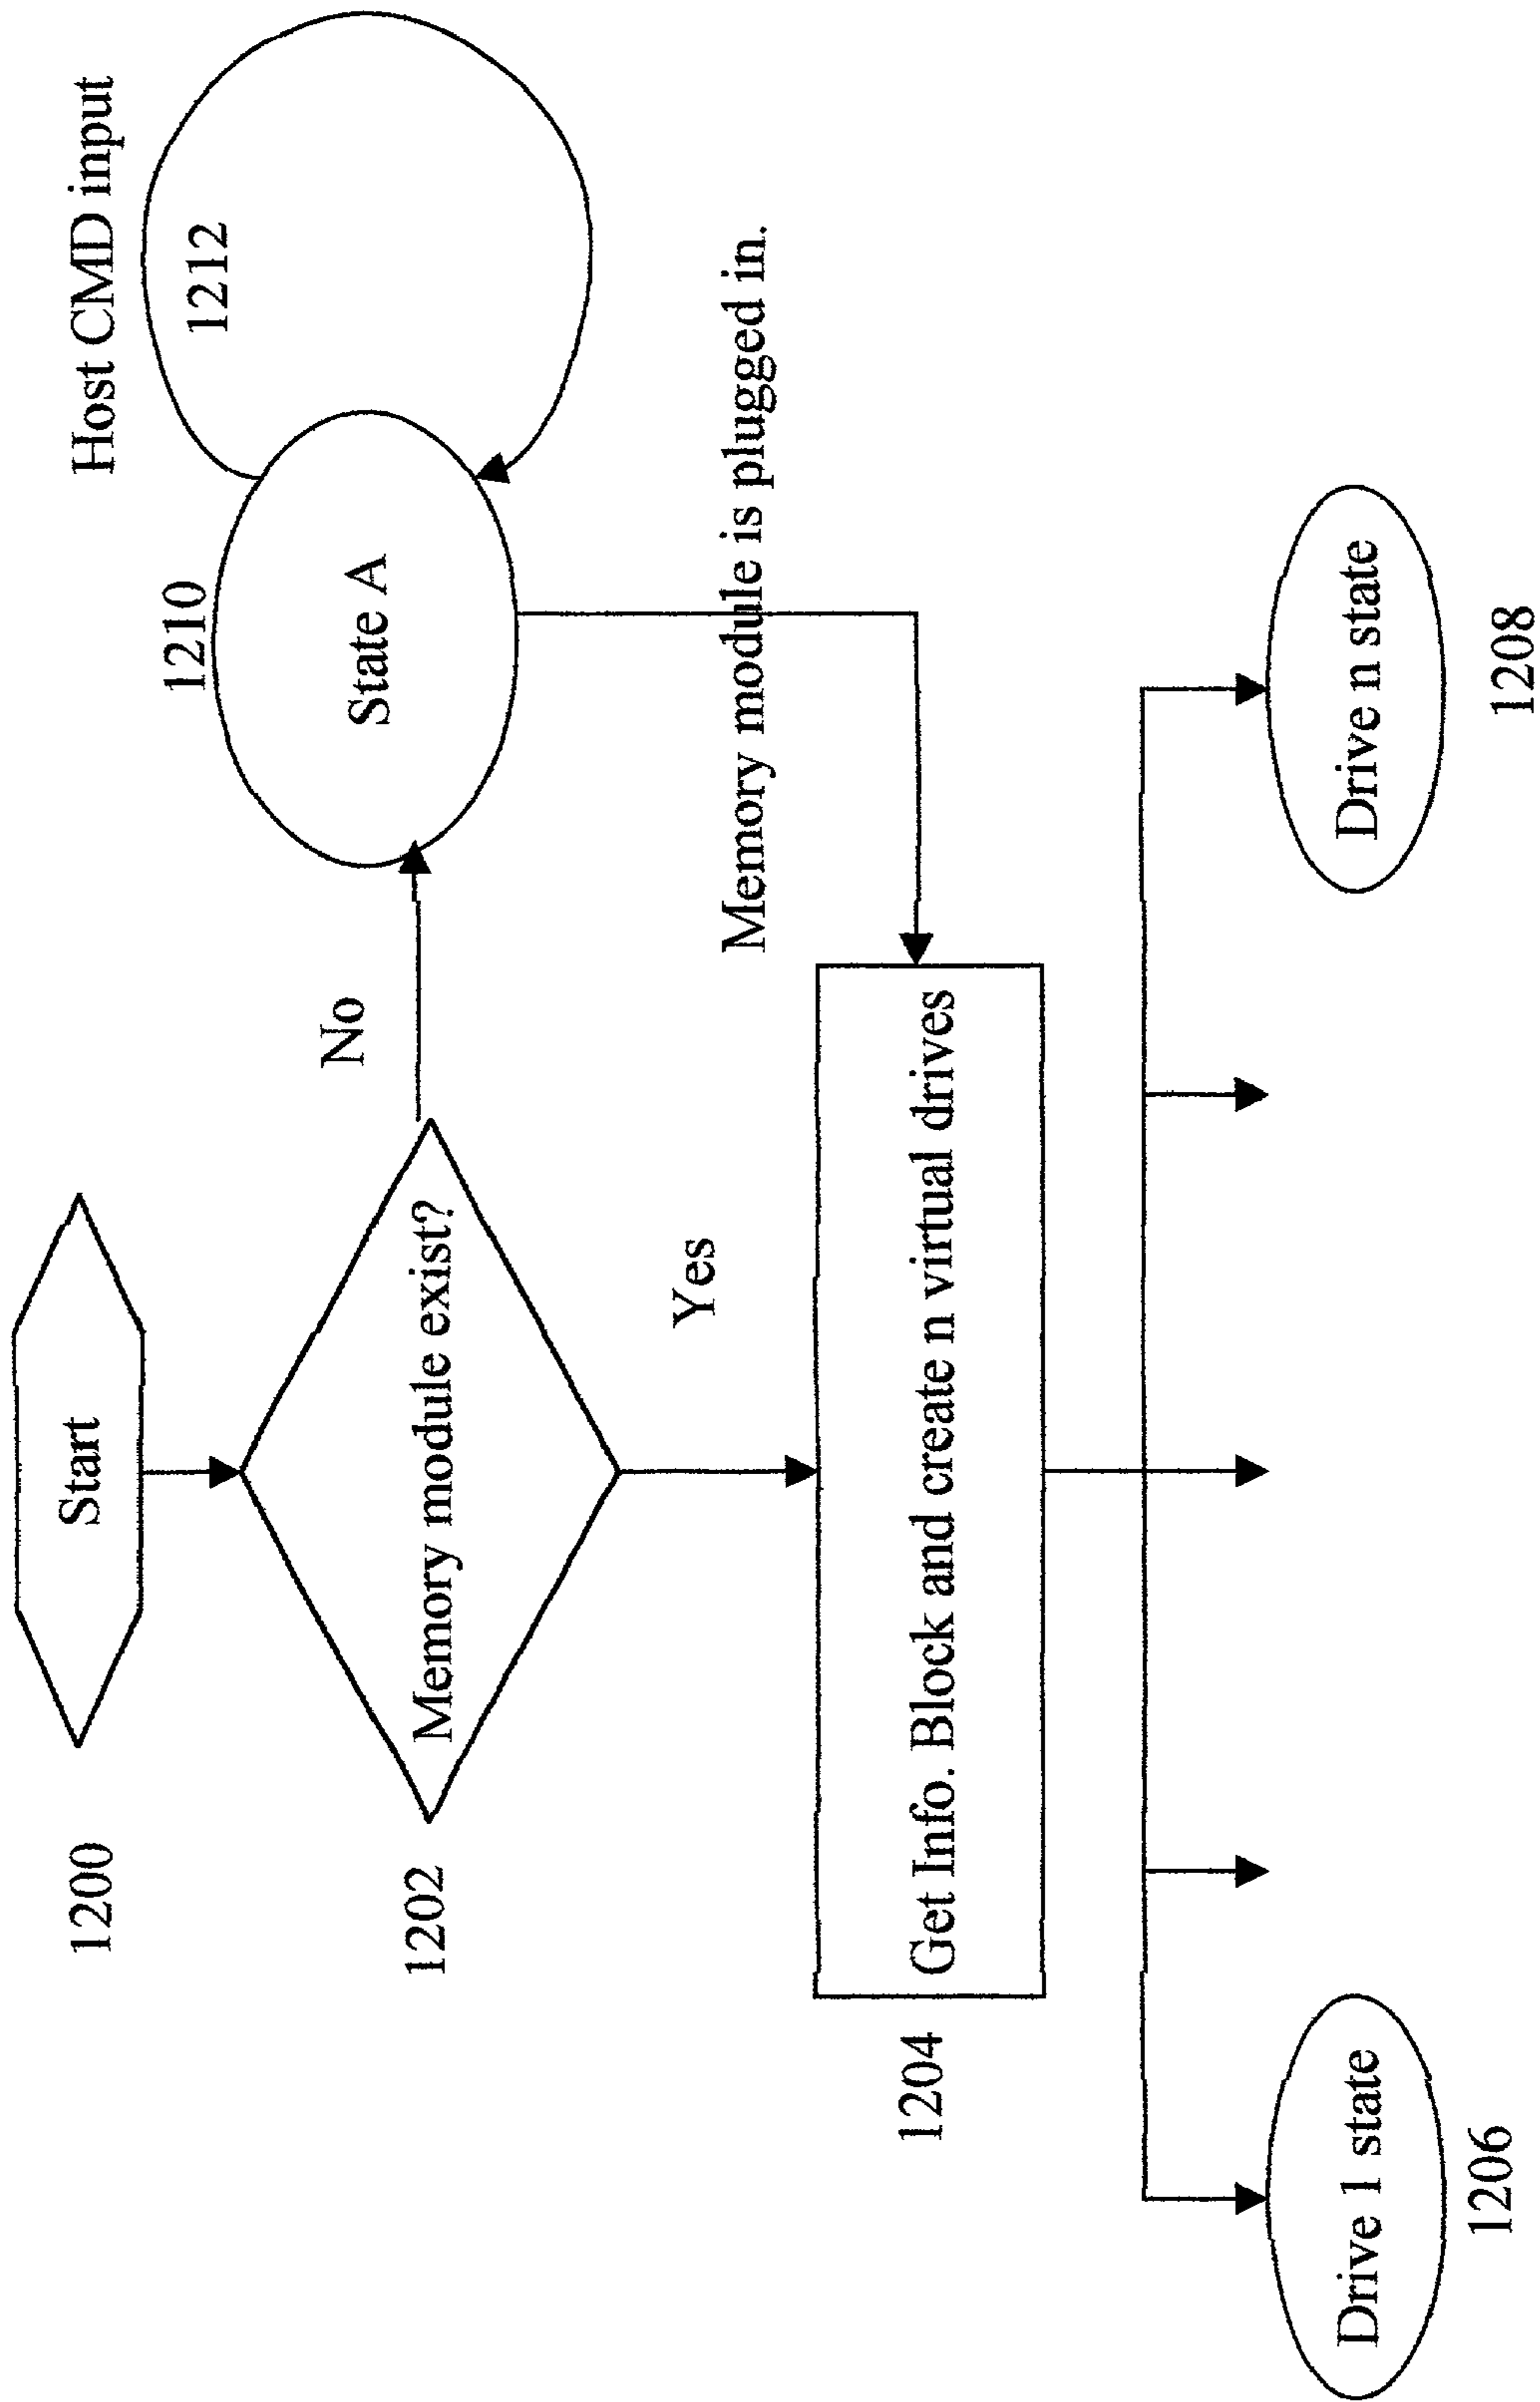 1200
Start
Host CMD input
1212
1210
State A
1202
Memory module exist?
No
Yes
Memory module is plugged in.
1204
Get Info. Block and create n virtual drives
Drive 1 state
1206
Drive n state
1208